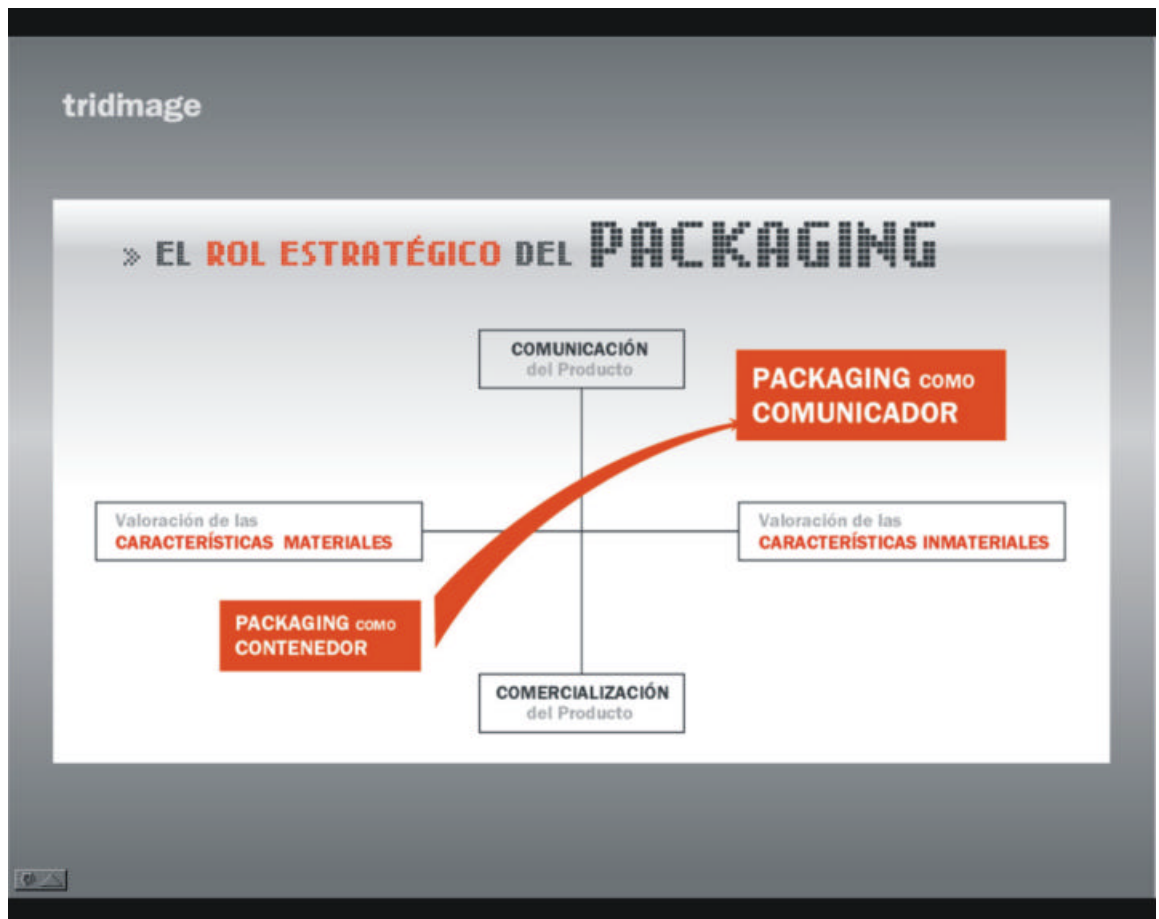 tridimage
» EL ROL ESTRATÉGICO DEL PACKAGING
COMUNICACIÓN
del Producto
PACKAGING COMO
COMUNICADOR
Valoración de las
CARACTERÍSTICAS MATERIALES
Valoración de las
CARACTERÍSTICAS INMATERIALES
PACKAGING COMO
CONTENEDOR
COMERCIALIZACIÓN
del Producto